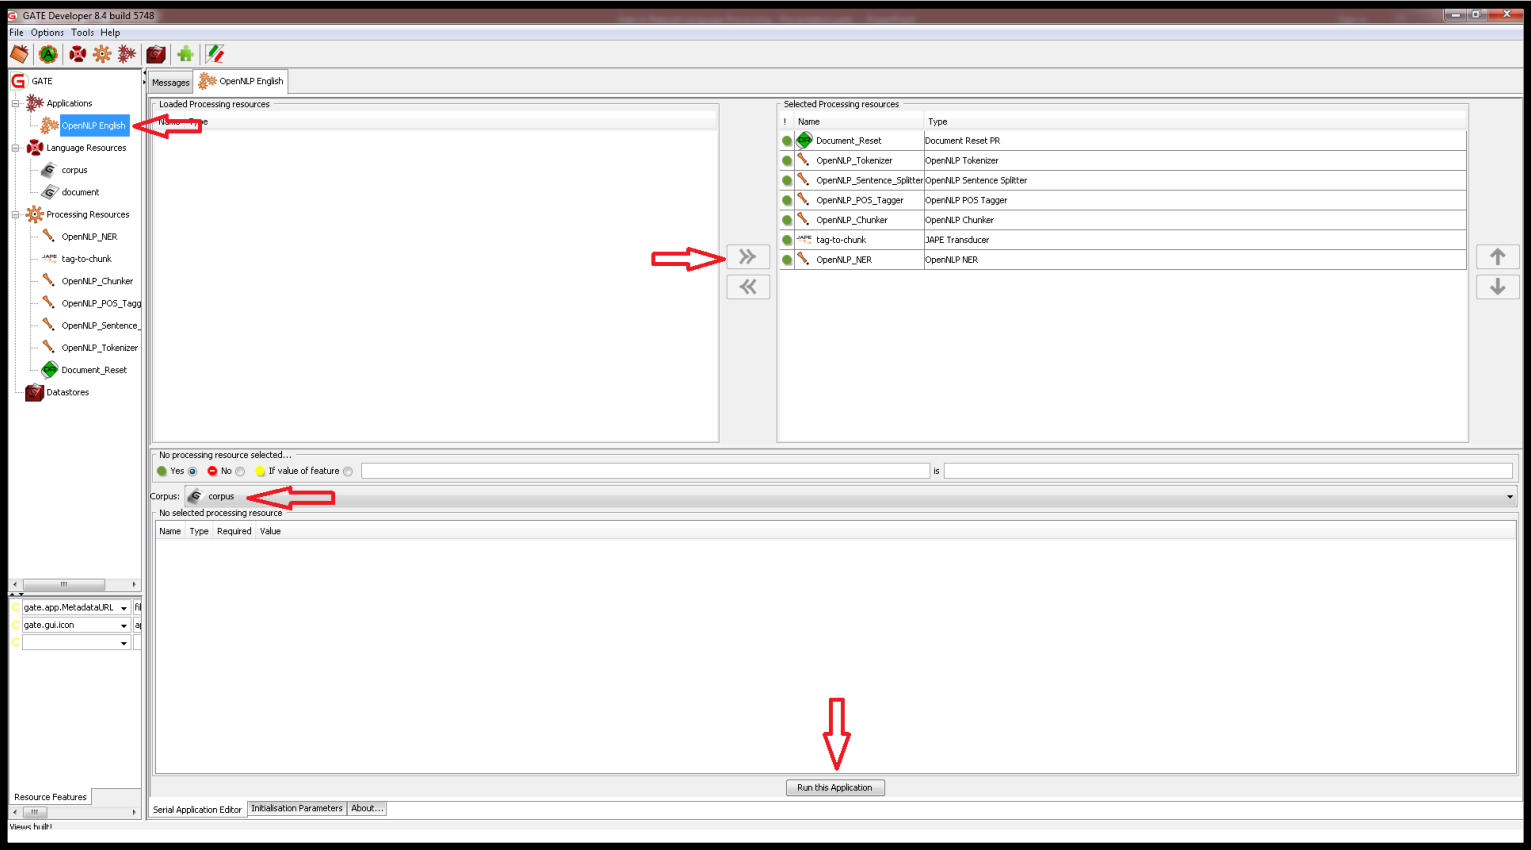 GATE Developer 8.4 build 5748
File Options Tools Help
GATE
Applications
OpenNLP English
Language Resources
corpus
document
Processing Resources
OpenNLP_NER
JAPE tag-to-chunk
OpenNLP_Chunker
OpenNLP_POS_Tagg
OpenNLP_Sentence_
OpenNLP_Tokenizer
Document_Reset
Datastores
gate.app.MetadataURL fil
gate.gui.icon
Resource Features
Views built!
Messages OpenNLP English
Loaded Processing resources
Name Type
Selected Processing resources
! Name Type
Document_Reset Document Reset PR
OpenNLP_Tokenizer OpenNLP Tokenizer
OpenNLP_Sentence_Splitter OpenNLP Sentence Splitter
OpenNLP_POS_Tagger OpenNLP POS Tagger
OpenNLP_Chunker OpenNLP Chunker
JAPE tag-to-chunk JAPE Transducer
OpenNLP_NER OpenNLP NER
No processing resource selected...
Yes No If value of feature is
Corpus: corpus
No selected processing resource
Name Type Required Value
Run this Application
Serial Application Editor Initialisation Parameters About...